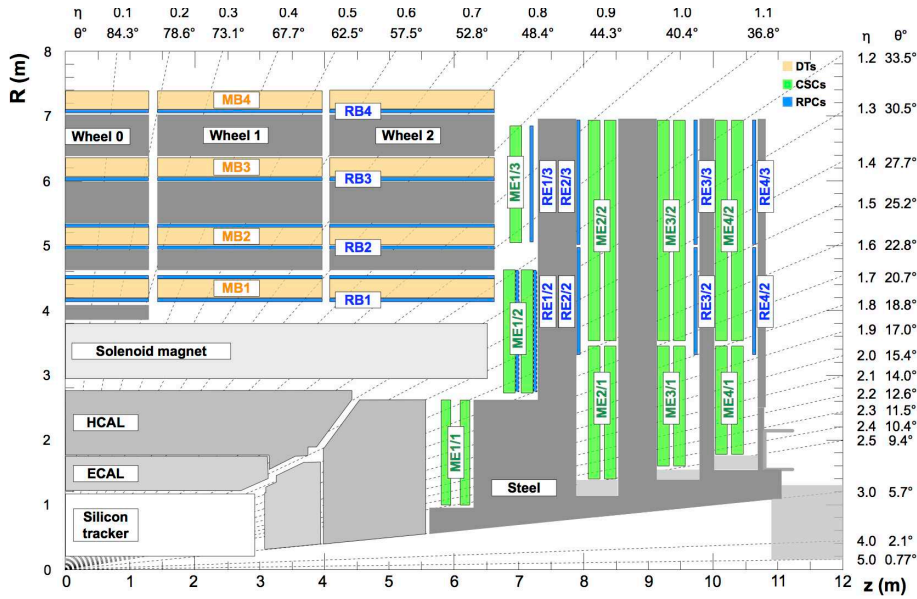 η 0.1 0.2 0.3 0.4 0.5 0.6 0.7 0.8 0.9 1.0 1.1 η θ°
θ° 84.3° 78.6° 73.1° 67.7° 62.5° 57.5° 52.8° 48.4° 44.3° 40.4° 36.8°
R (m)
8
7
6
5
4
3
2
1
0
1.2 33.5°
1.3 30.5°
1.4 27.7°
1.5 25.2°
1.6 22.8°
1.7 20.7°
1.8 18.8°
1.9 17.0°
2.0 15.4°
2.1 14.0°
2.2 12.6°
2.3 11.5°
2.4 10.4°
2.5 9.4°
3.0 5.7°
4.0 2.1°
5.0 0.77°
DTs
CSCs
RPCs
MB4
RB4
Wheel 0 Wheel 1 Wheel 2
MB3
RB3
MB2
RB2
MB1
RB1
Solenoid magnet
HCAL
ECAL
Silicon
tracker
Steel
ME1/3
RE1/3
RE2/3
ME2/2
ME3/2
RE3/3
ME4/2
RE4/3
ME1/2
RE1/2
RE2/2
RE3/2
RE4/2
ME1/1
ME2/1
ME3/1
ME4/1
0 1 2 3 4 5 6 7 8 9 10 11 12
z (m)